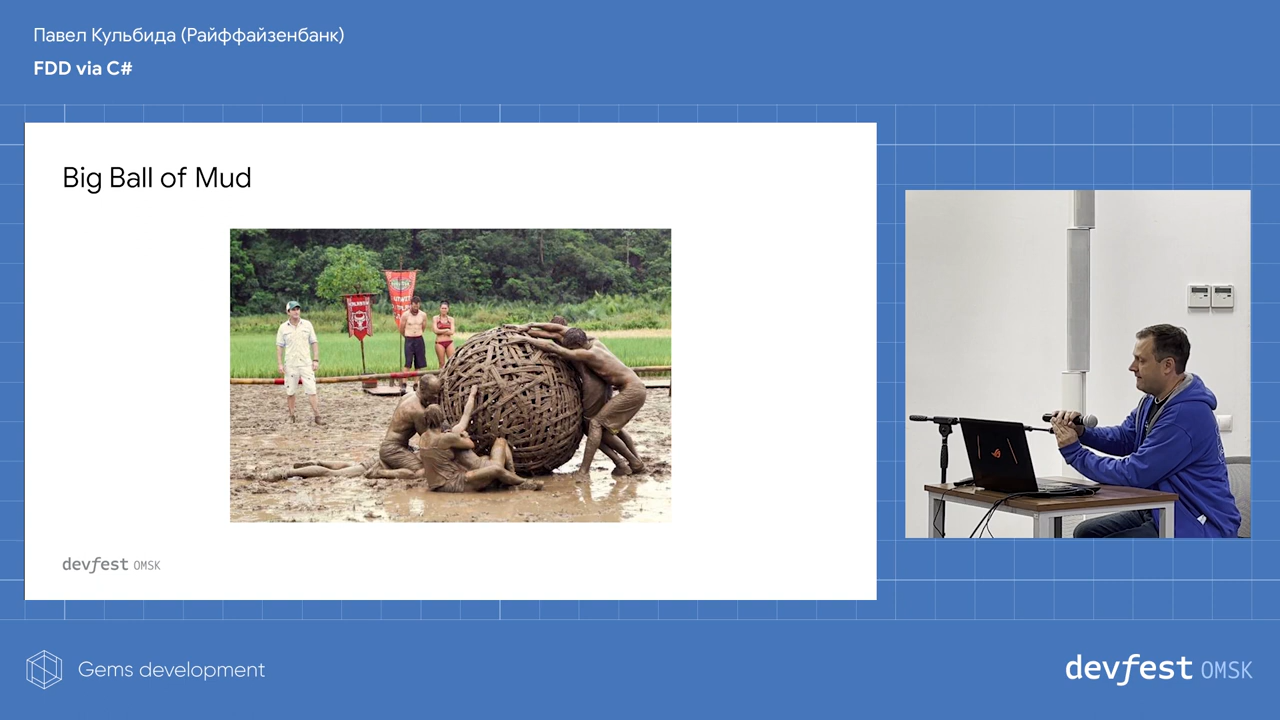 Павел Кульбида (Райффайзенбанк)
FDD via C#
Big Ball of Mud
devfest OMSK
Gems development
devfest OMSK